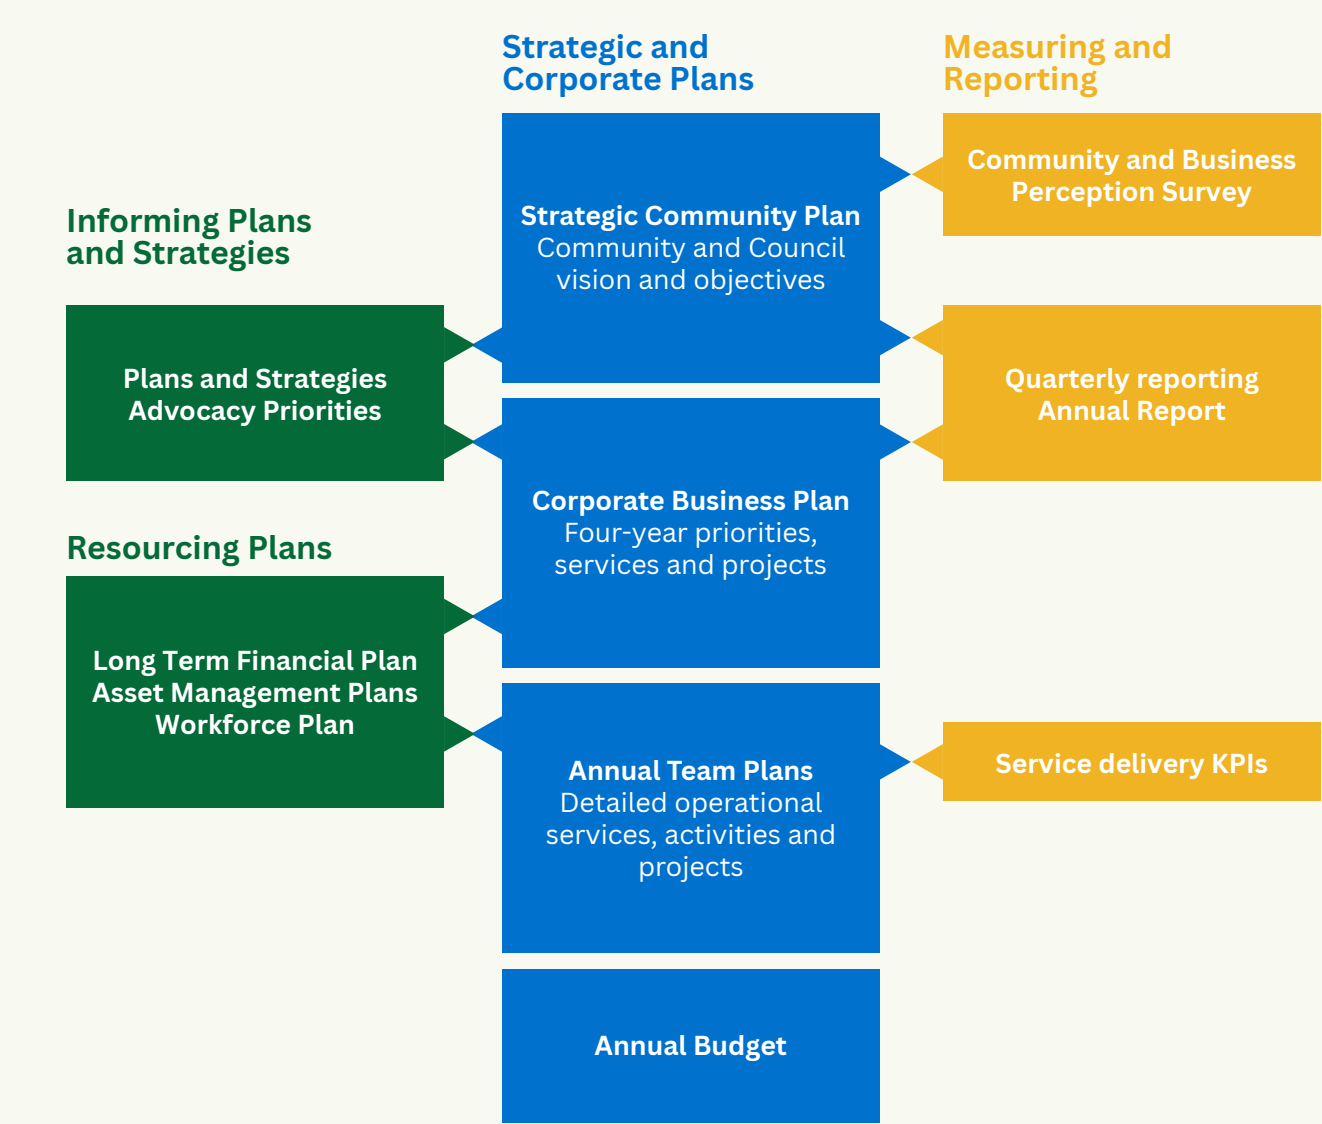 Informing Plans
and Strategies
Plans and Strategies
Advocacy Priorities
Resourcing Plans
Long Term Financial Plan
Asset Management Plans
Workforce Plan
Strategic and
Corporate Plans
Strategic Community Plan
Community and Council
vision and objectives
Corporate Business Plan
Four-year priorities,
services and projects
Annual Team Plans
Detailed operational
services, activities and
projects
Annual Budget
Measuring and
Reporting
Community and Business
Perception Survey
Quarterly reporting
Annual Report
Service delivery KPIs